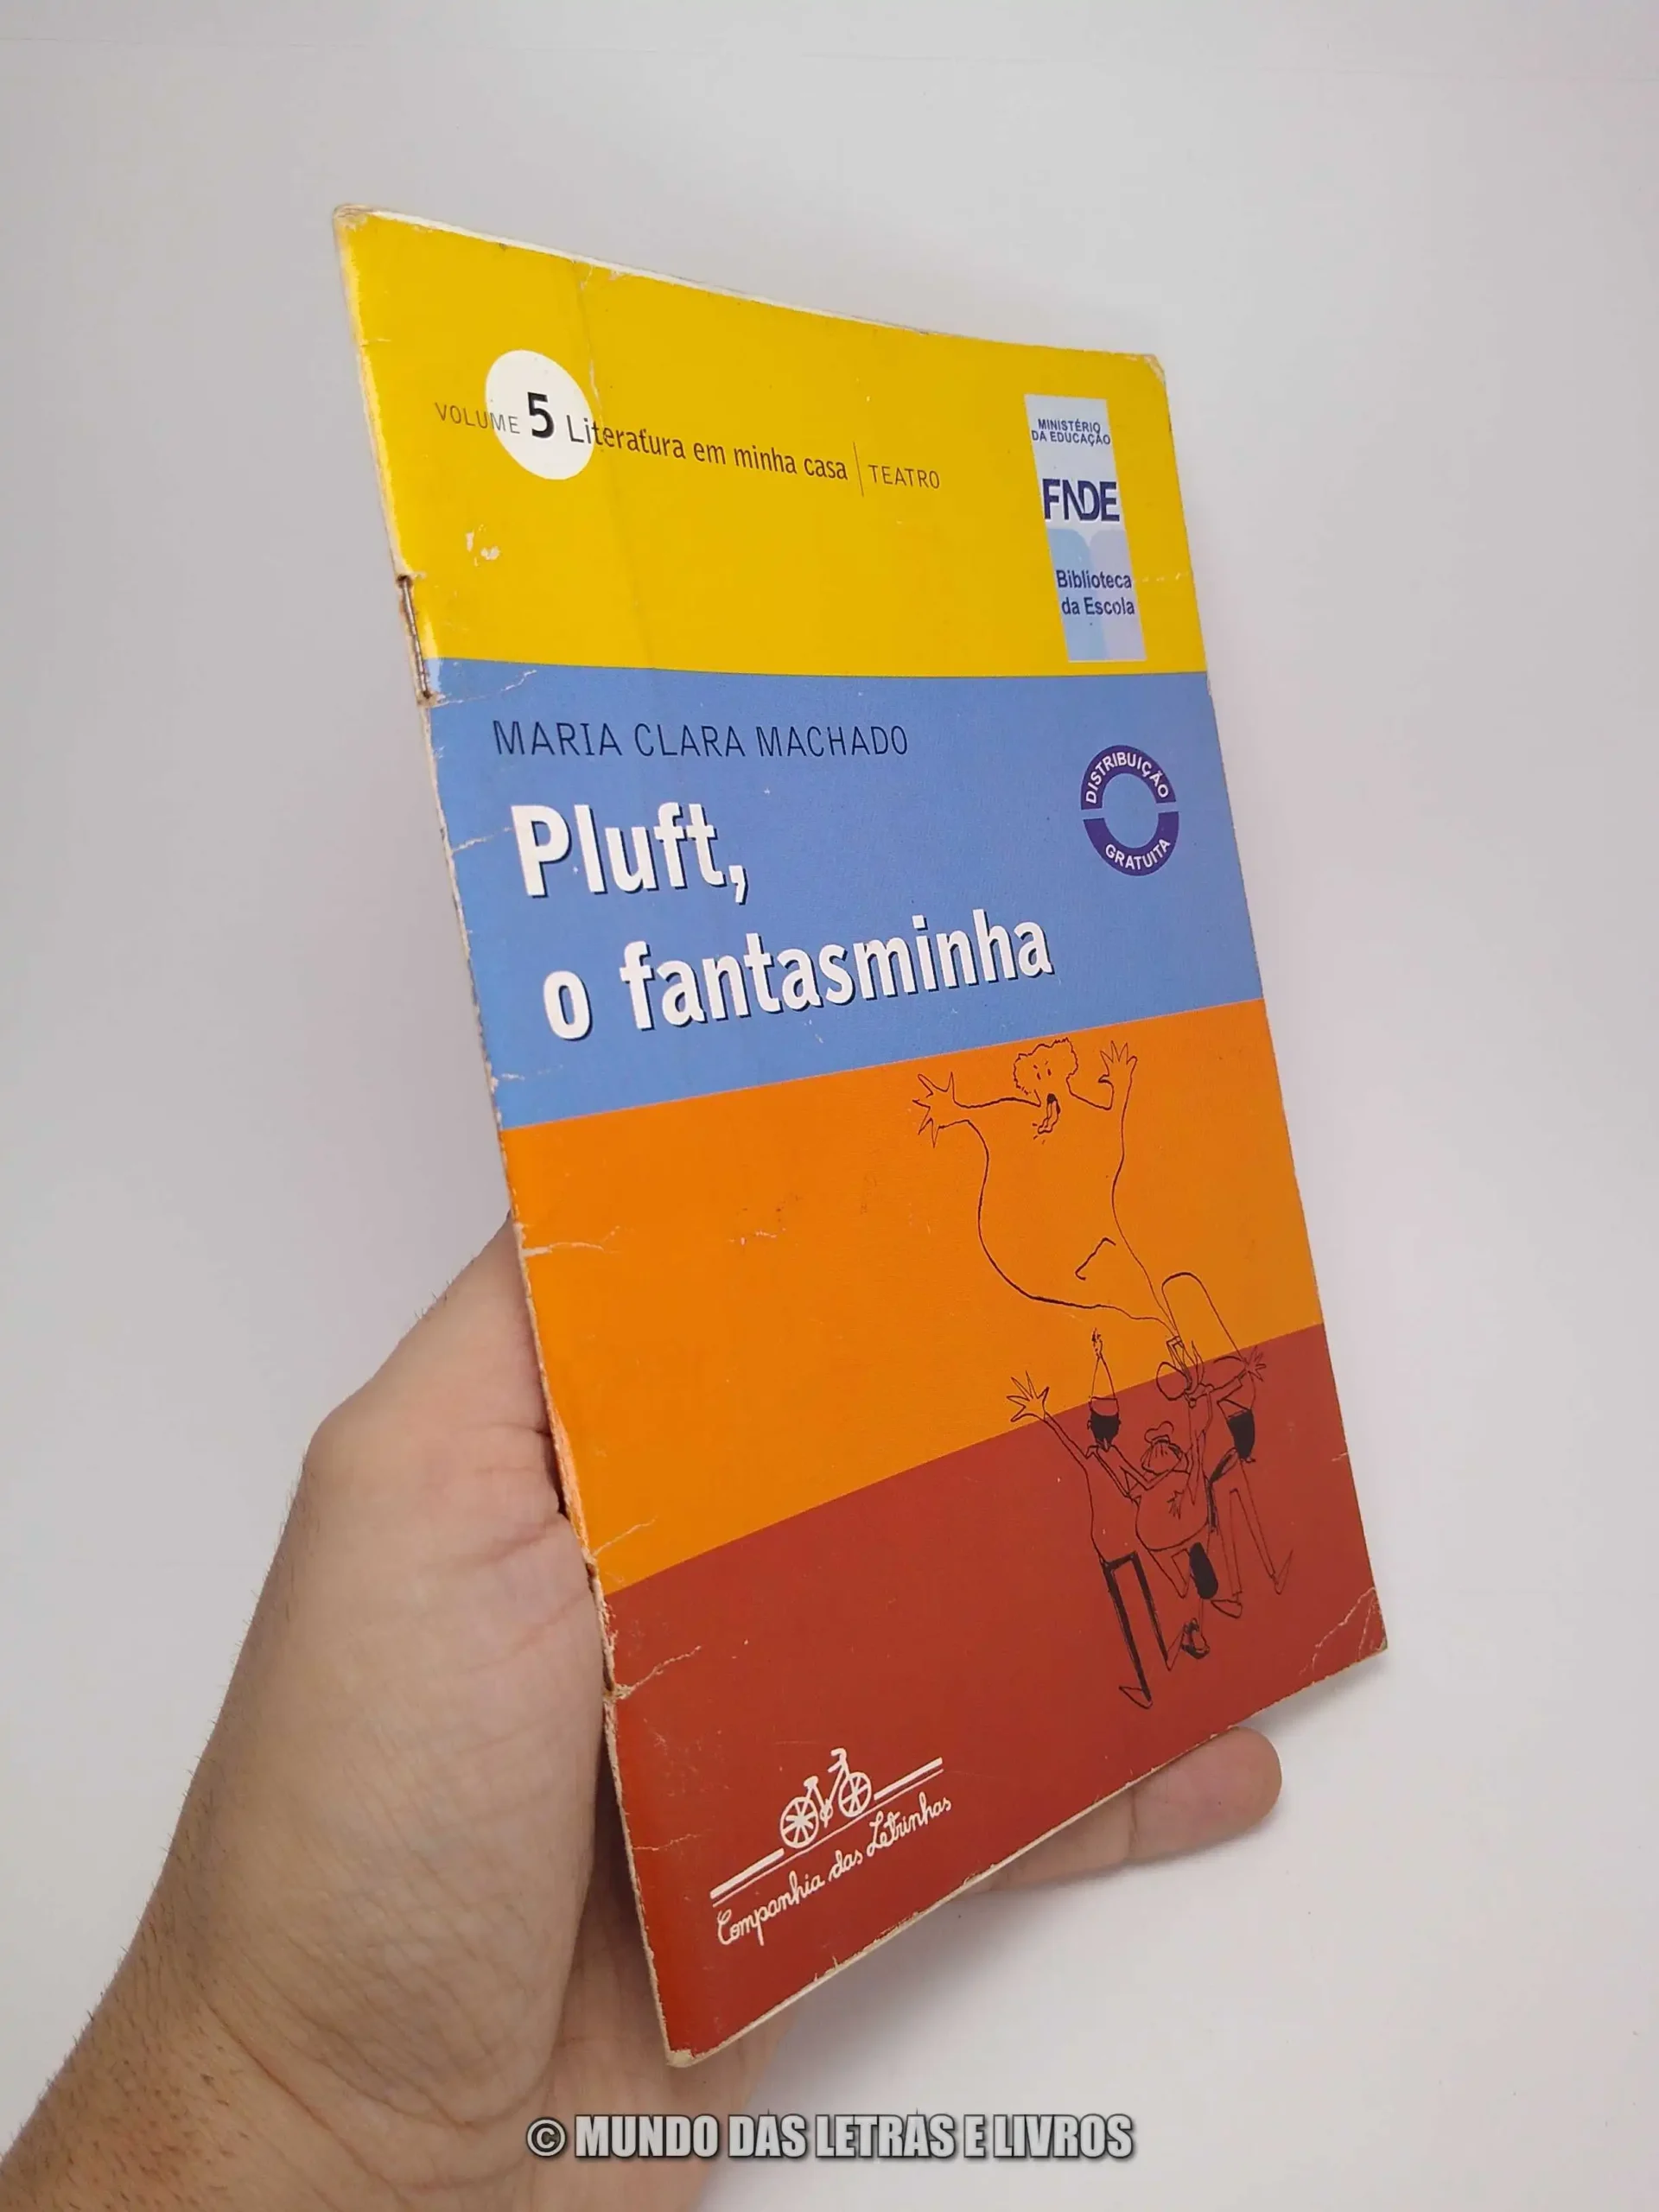 VOLUME 5 Literatura em minha casa | TEATRO
MINISTÉRIO
DA EDUCAÇÃO
FNDE
Biblioteca
da Escola
MARIA CLARA MACHADO
DISTRIBUIÇÃO
GRATUITA
Pluft,
o fantasminha
Companhia das Letrinhas
© MUNDO DAS LETRAS E LIVROS